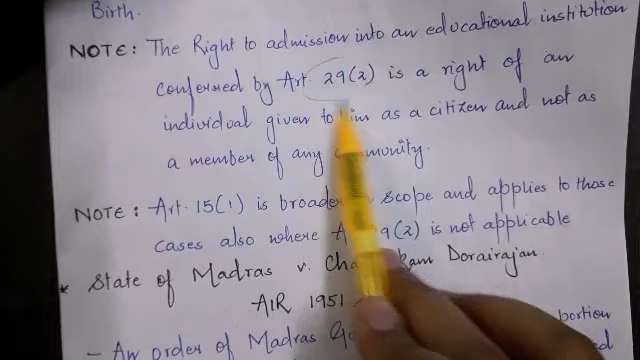 Birth.
NOTE: The Right to admission into an educational institution
conferred by Art. 29(2) is a right of an
individual given to him as a citizen and not as
a member of any community.
NOTE: Art. 15(1) is broader scope and applies to those
cases also where 9(2) is not applicable
* State of Madras v. Dorairajan.
AIR 1951
- An order of Madras